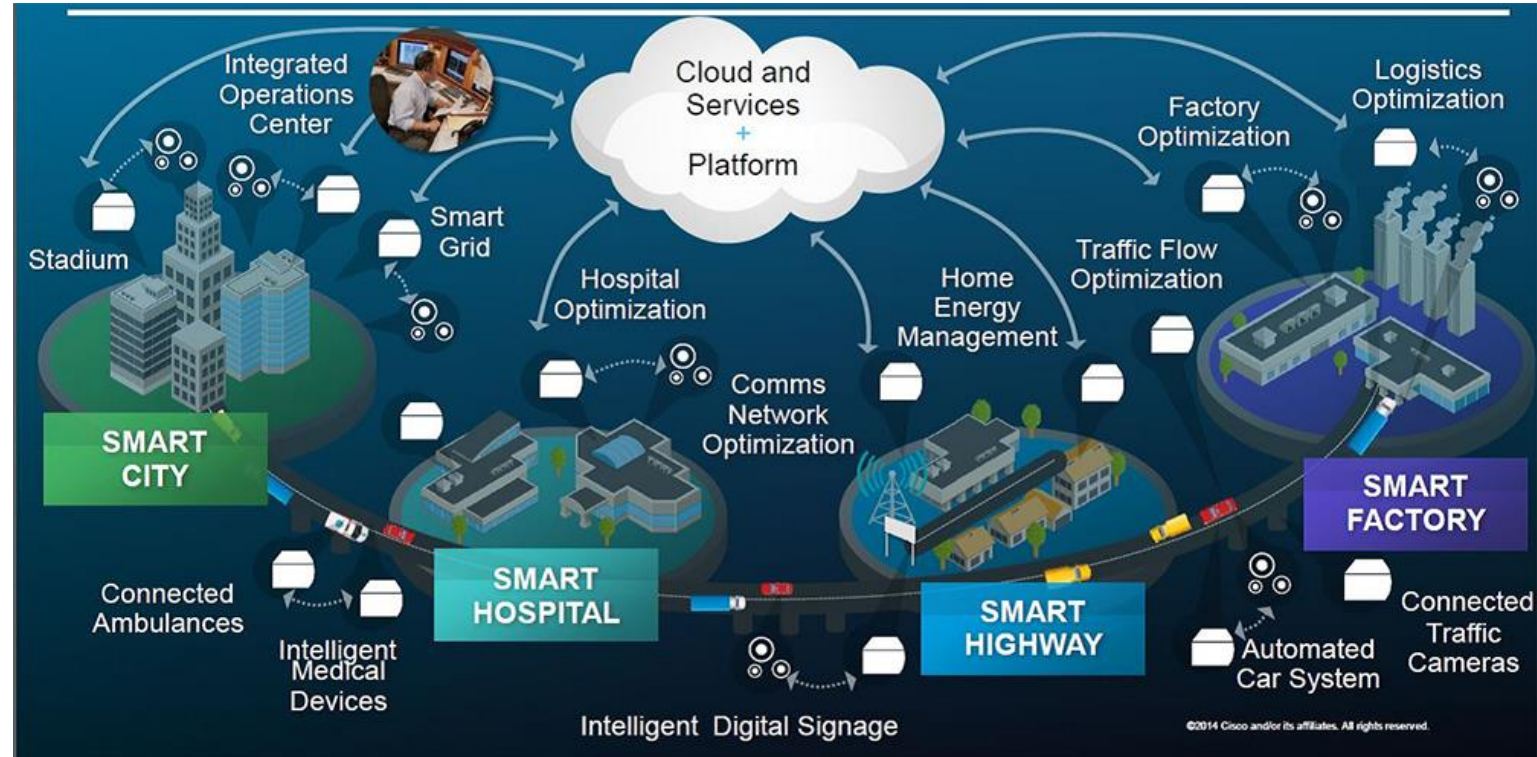 Integrated
Operations
Center
Cloud and
Services
+
Platform
Logistics
Optimization
Factory
Optimization
Stadium
Smart
Grid
Hospital
Optimization
Home
Energy
Management
Traffic Flow
Optimization
Comms
Network
Optimization
SMART
CITY
SMART
HOSPITAL
SMART
HIGHWAY
SMART
FACTORY
Connected
Ambulances
Intelligent
Medical
Devices
Intelligent Digital Signage
Automated
Car System
Connected
Traffic
Cameras
©2014 Cisco and/or its affiliates. All rights reserved.